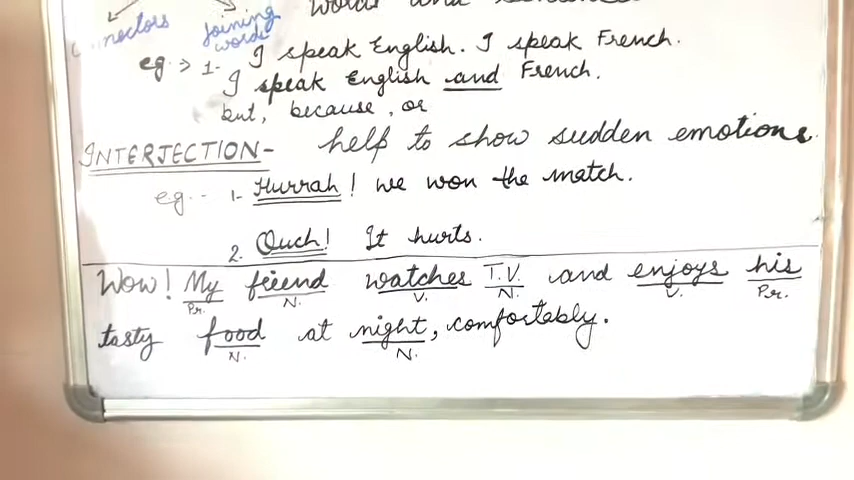 words and
Connectors
joining
words
eg. > 1- I speak English. I speak French.
I speak English and French.
but, because, or
INTERJECTION- help to show sudden emotions.
eg. -- 1- Hurrah! we won the match.
2. Ouch! It hurts.
Wow! My friend watches T.V. and enjoys his
Pr. N. V. N. V. Pr.
tasty food at night, comfortably.
N. N.